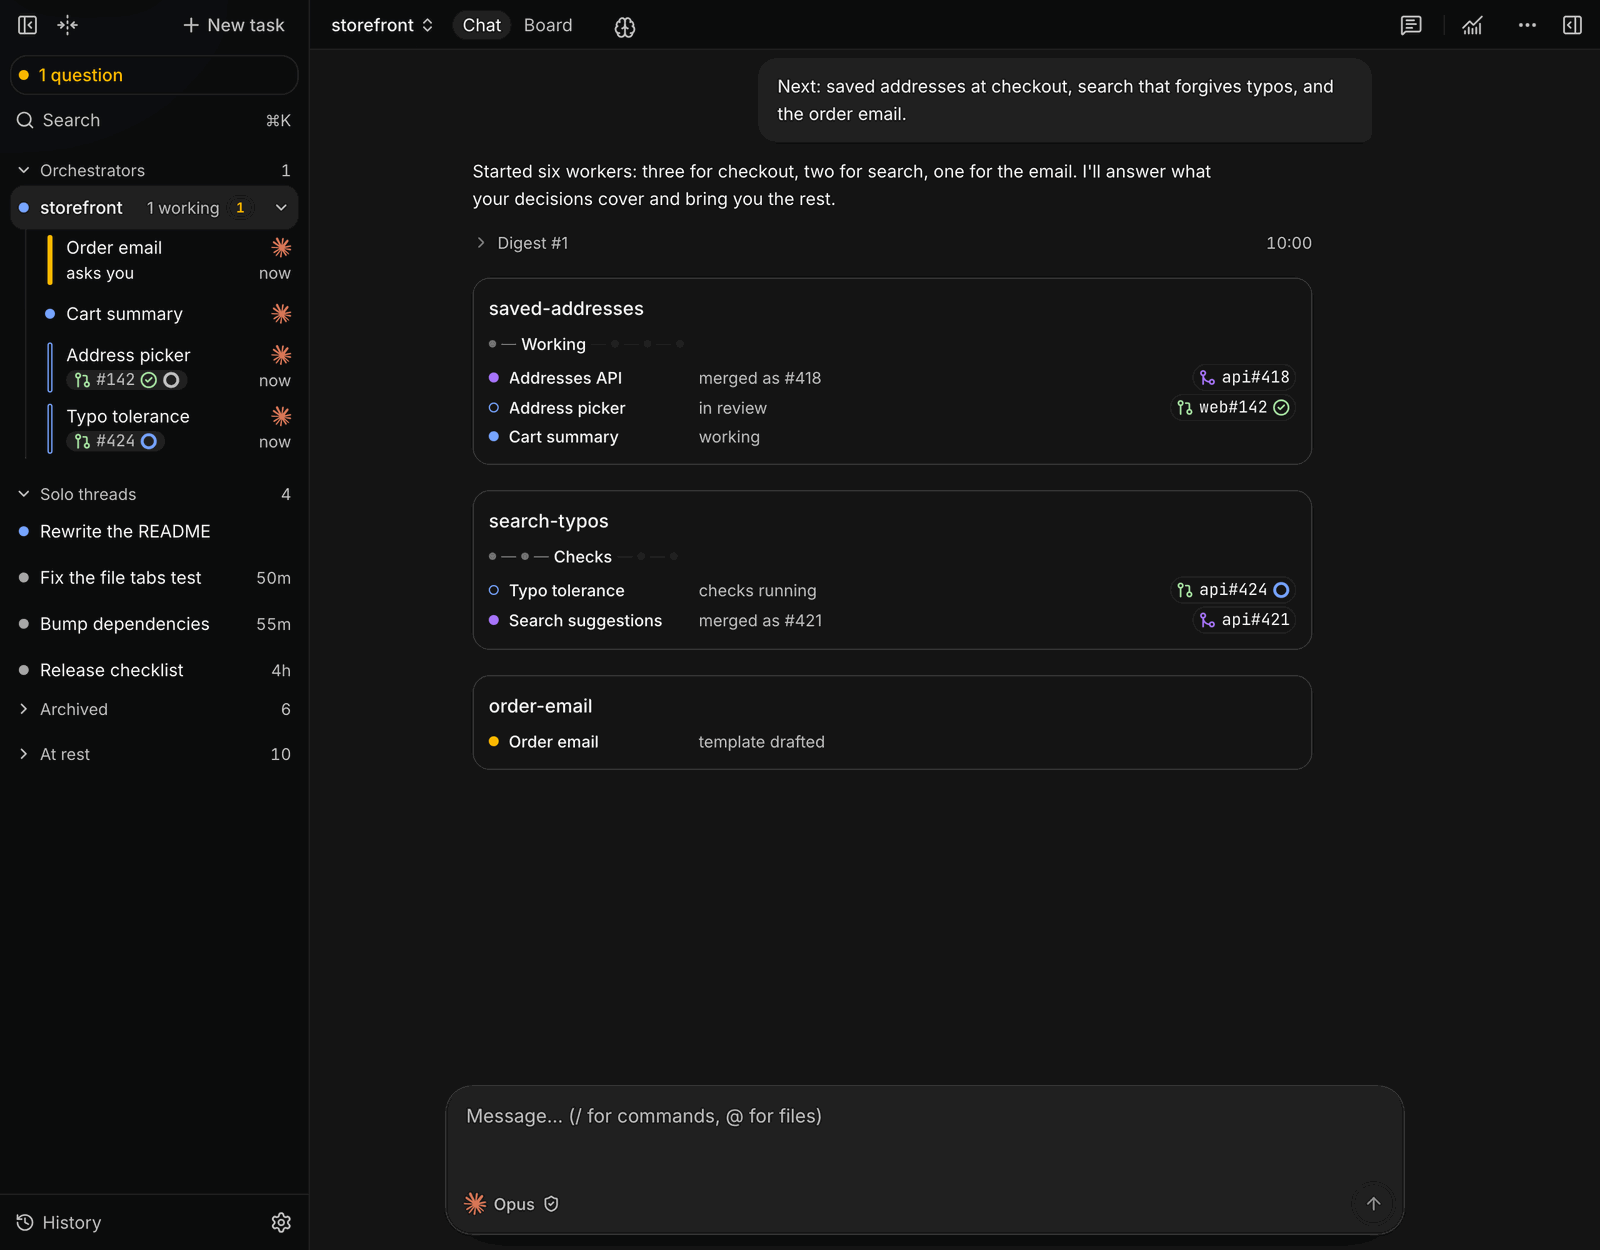 New task
1 question
Search ⌘K
Orchestrators 1
storefront 1 working 1
Order email
asks you now
Cart summary
Address picker
#142 now
Typo tolerance
#424 now
Solo threads 4
Rewrite the README
Fix the file tabs test 50m
Bump dependencies 55m
Release checklist 4h
Archived 6
At rest 10
History
storefront Chat Board
Next: saved addresses at checkout, search that forgives typos, and
the order email.
Started six workers: three for checkout, two for search, one for the email. I'll answer what
your decisions cover and bring you the rest.
Digest #1 10:00
saved-addresses
Working
Addresses API merged as #418 api#418
Address picker in review web#142
Cart summary working
search-typos
Checks
Typo tolerance checks running api#424
Search suggestions merged as #421 api#421
order-email
Order email template drafted
Message... (/ for commands, @ for files)
Opus